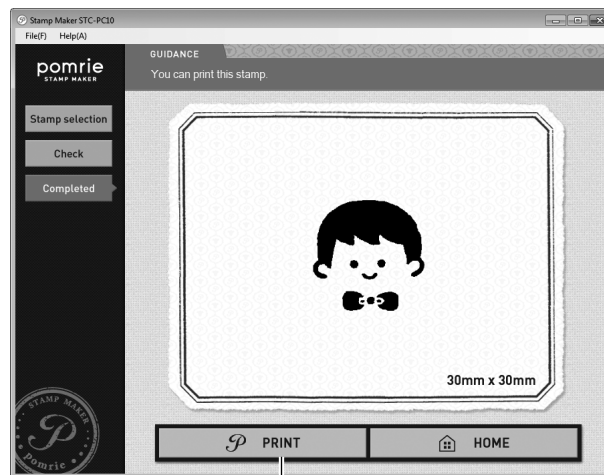 Stamp Maker STC-PC10
File(F) Help(A)
pomrie
STAMP MAKER
GUIDANCE
You can print this stamp.
Stamp selection
Check
Completed
30mm x 30mm
STAMP MAKER
P
Pomrie
P PRINT
HOME